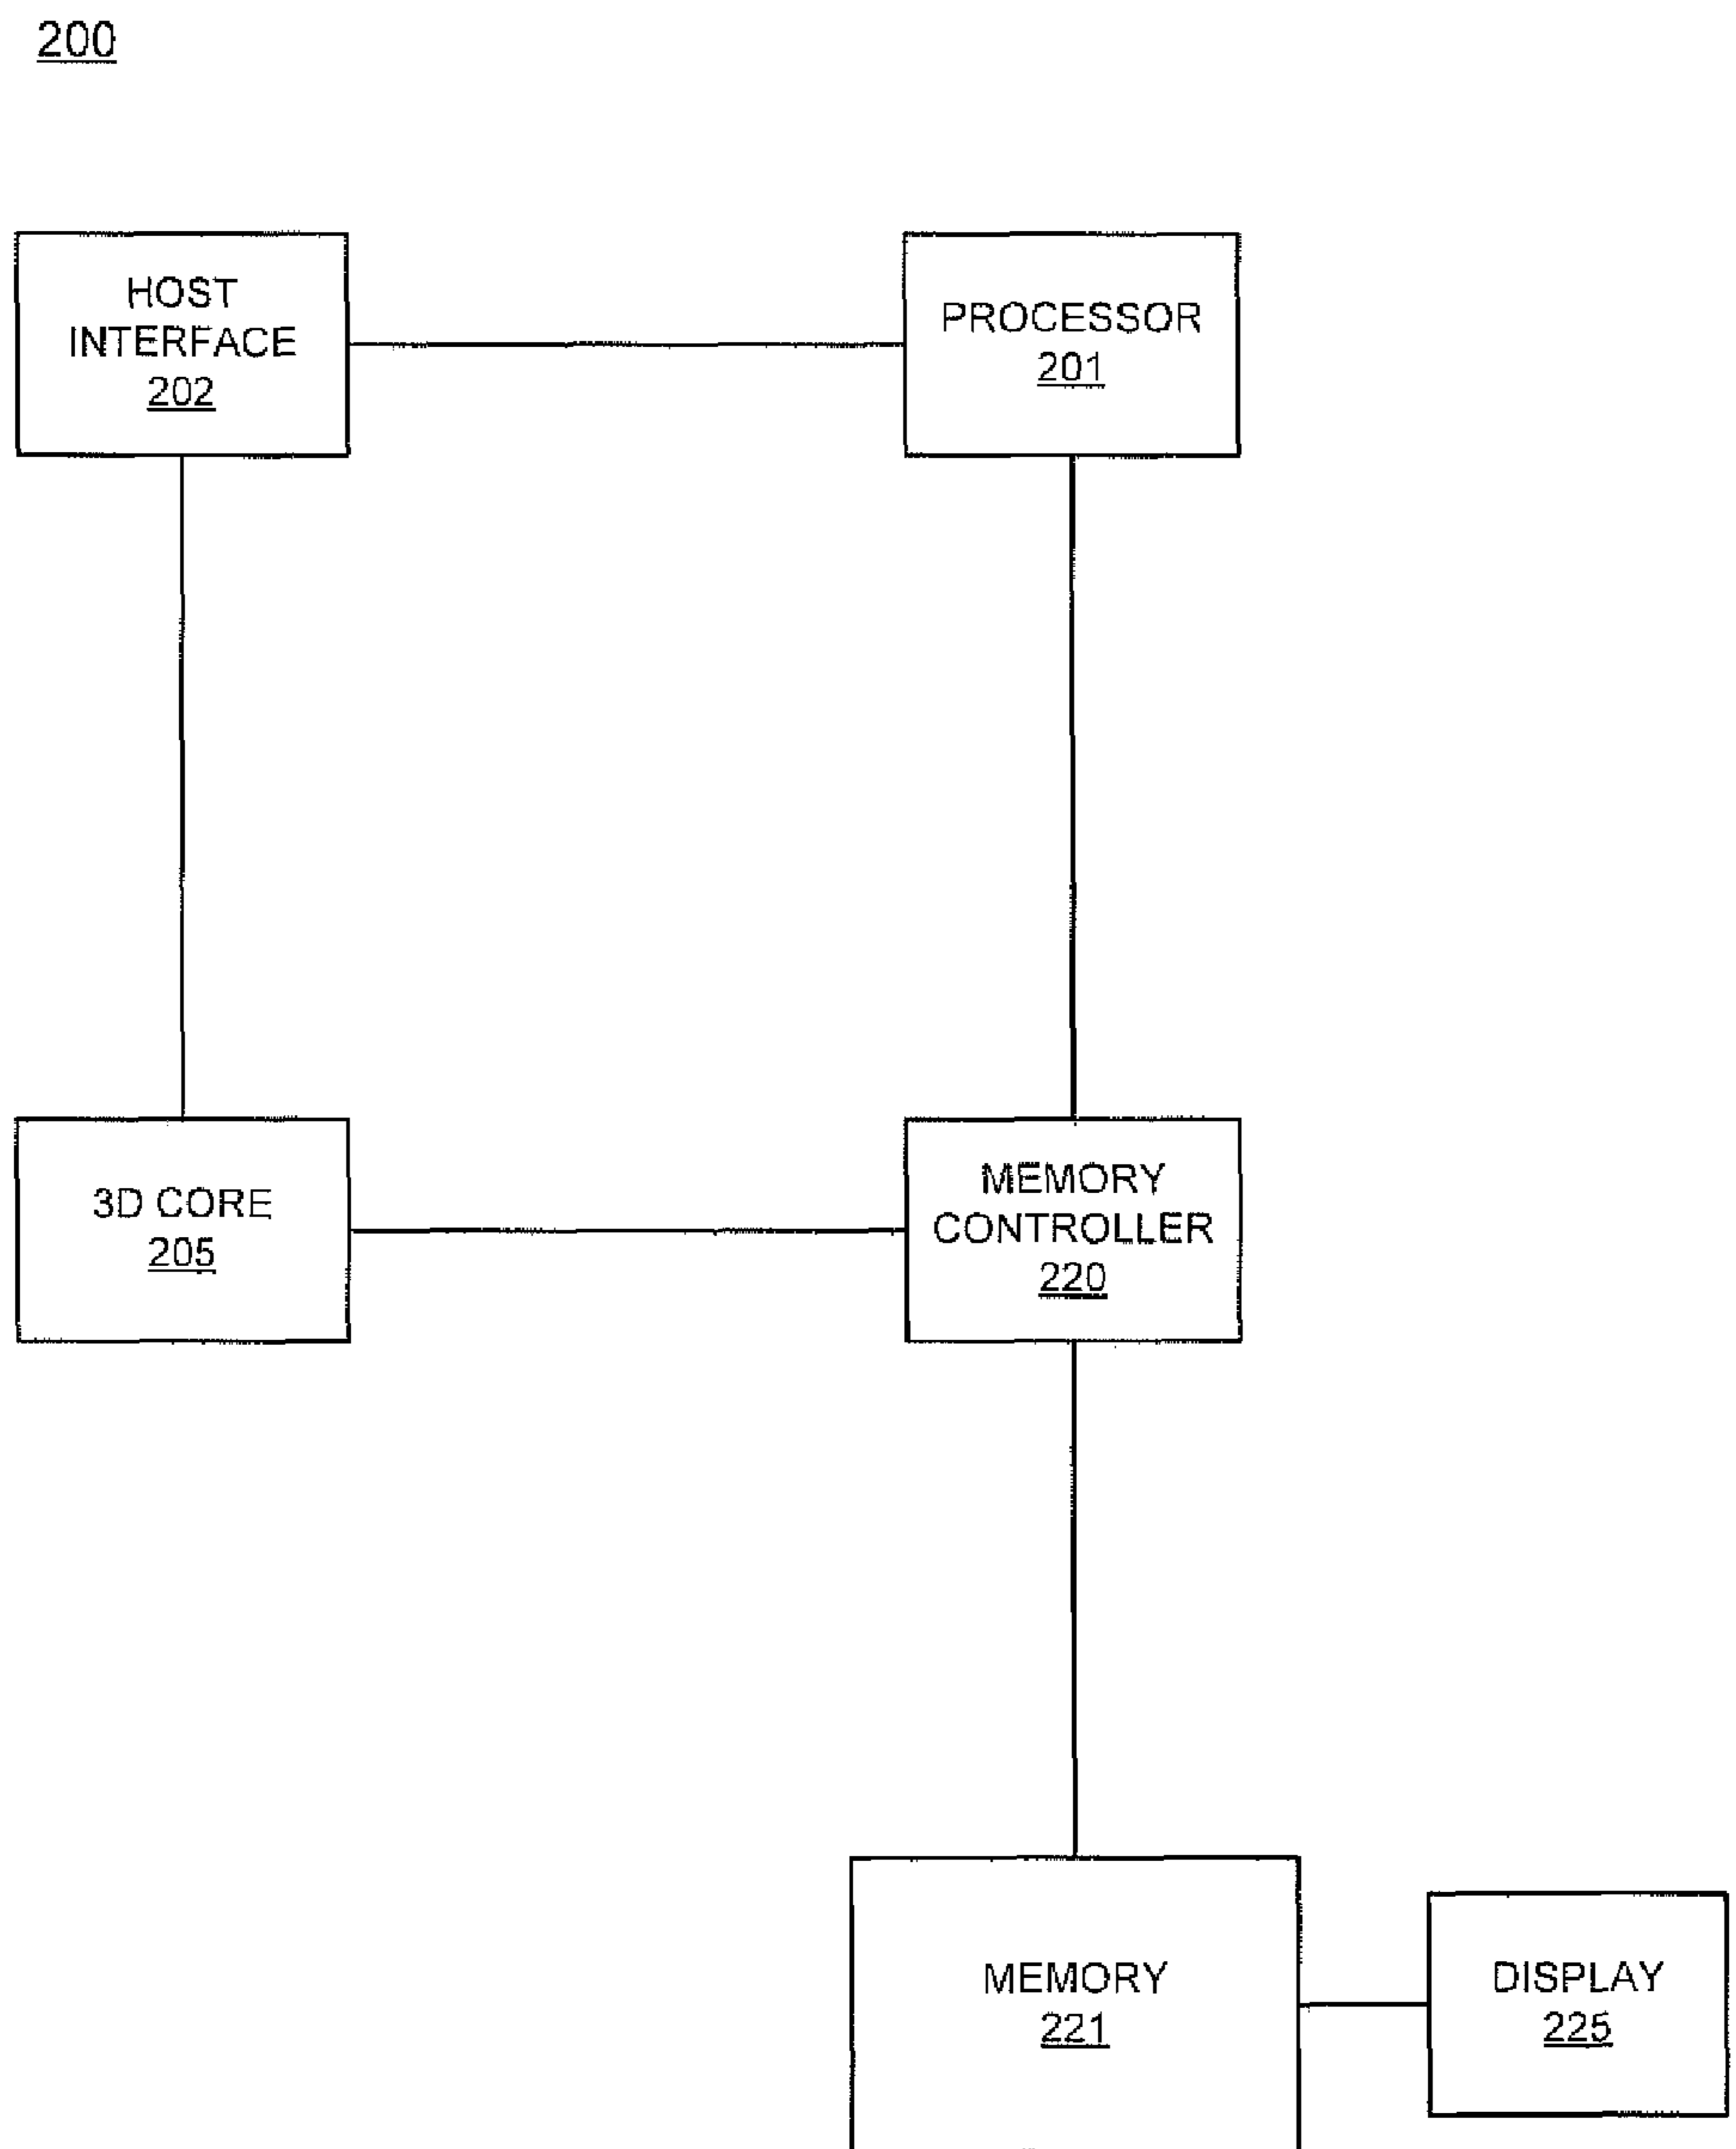 200
HOST
INTERFACE
202
PROCESSOR
201
3D CORE
205
MEMORY
CONTROLLER
220
MEMORY
221
DISPLAY
225